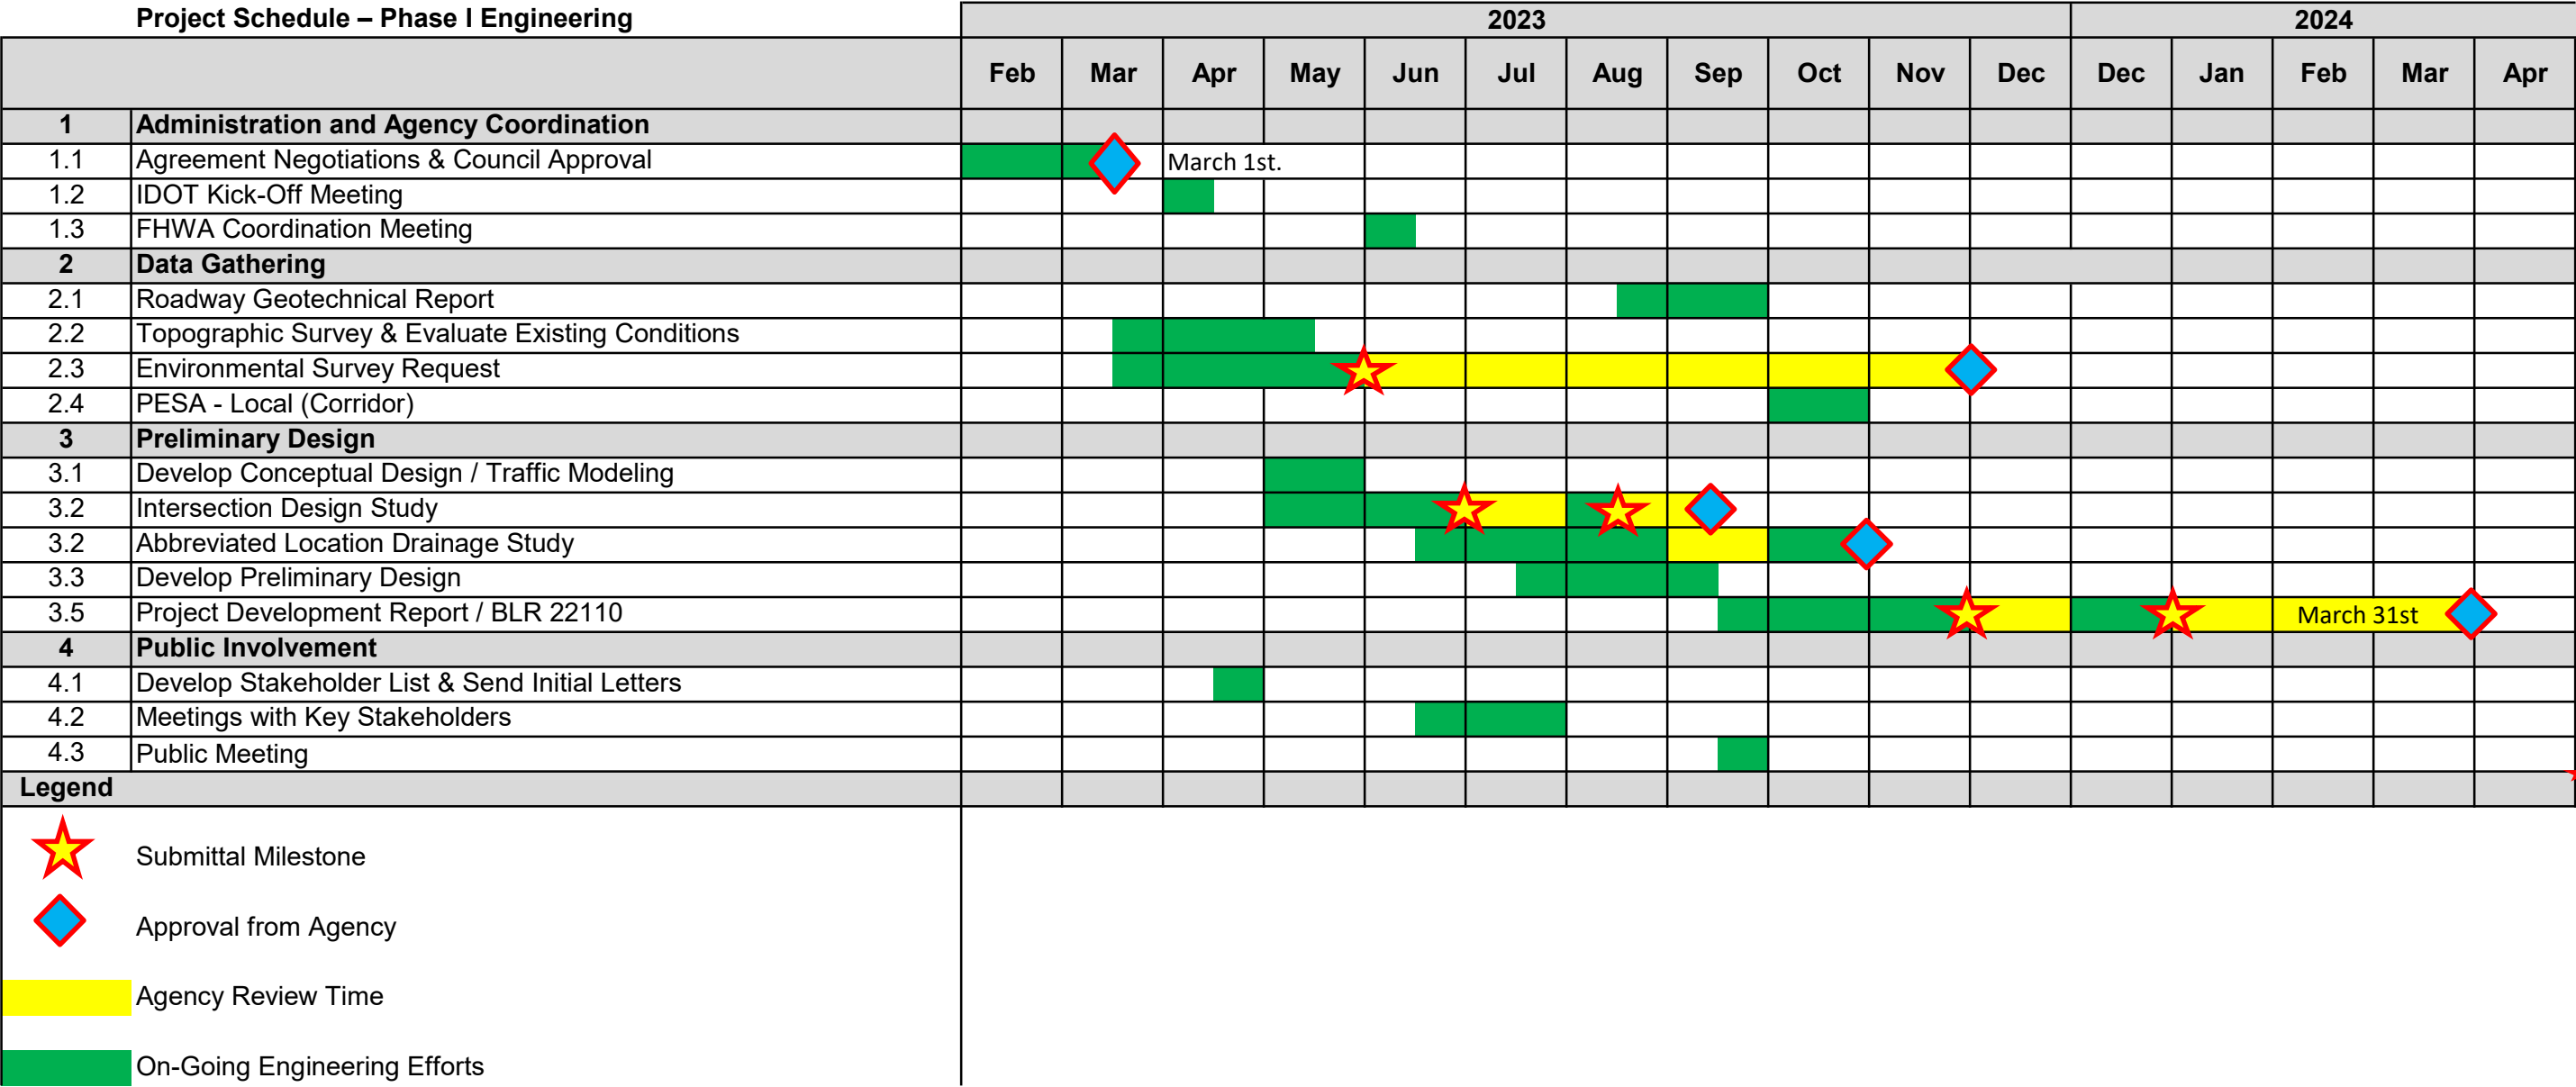 Project Schedule – Phase I Engineering 2023 2024
Feb Mar Apr May Jun Jul Aug Sep Oct Nov Dec Dec Jan Feb Mar Apr
1 Administration and Agency Coordination
1.1 Agreement Negotiations & Council Approval March 1st.
1.2 IDOT Kick-Off Meeting
1.3 FHWA Coordination Meeting
2 Data Gathering
2.1 Roadway Geotechnical Report
2.2 Topographic Survey & Evaluate Existing Conditions
2.3 Environmental Survey Request
2.4 PESA - Local (Corridor)
3 Preliminary Design
3.1 Develop Conceptual Design / Traffic Modeling
3.2 Intersection Design Study
3.2 Abbreviated Location Drainage Study
3.3 Develop Preliminary Design
3.5 Project Development Report / BLR 22110 March 31st
4 Public Involvement
4.1 Develop Stakeholder List & Send Initial Letters
4.2 Meetings with Key Stakeholders
4.3 Public Meeting
Legend
Submittal Milestone
Approval from Agency
Agency Review Time
On-Going Engineering Efforts